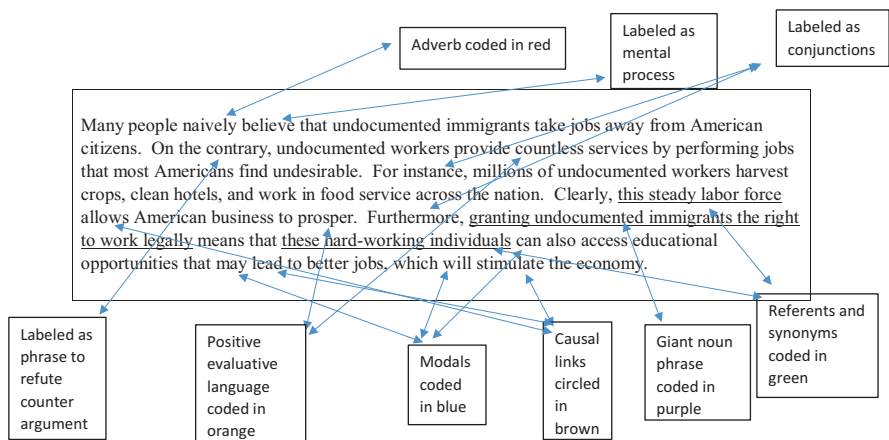 Adverb coded in red
Labeled as
mental
process
Labeled as
conjunctions
Many people naively believe that undocumented immigrants take jobs away from American
citizens.  On the contrary, undocumented workers provide countless services by performing jobs
that most Americans find undesirable.  For instance, millions of undocumented workers harvest
crops, clean hotels, and work in food service across the nation.  Clearly, this steady labor force
allows American business to prosper.  Furthermore, granting undocumented immigrants the right
to work legally means that these hard-working individuals can also access educational
opportunities that may lead to better jobs, which will stimulate the economy.
Labeled as
phrase to
refute
counter
argument
Positive
evaluative
language
coded in
orange
Modals
coded
in blue
Causal
links
circled
in
brown
Giant noun
phrase
coded in
purple
Referents and
synonyms
coded in
green